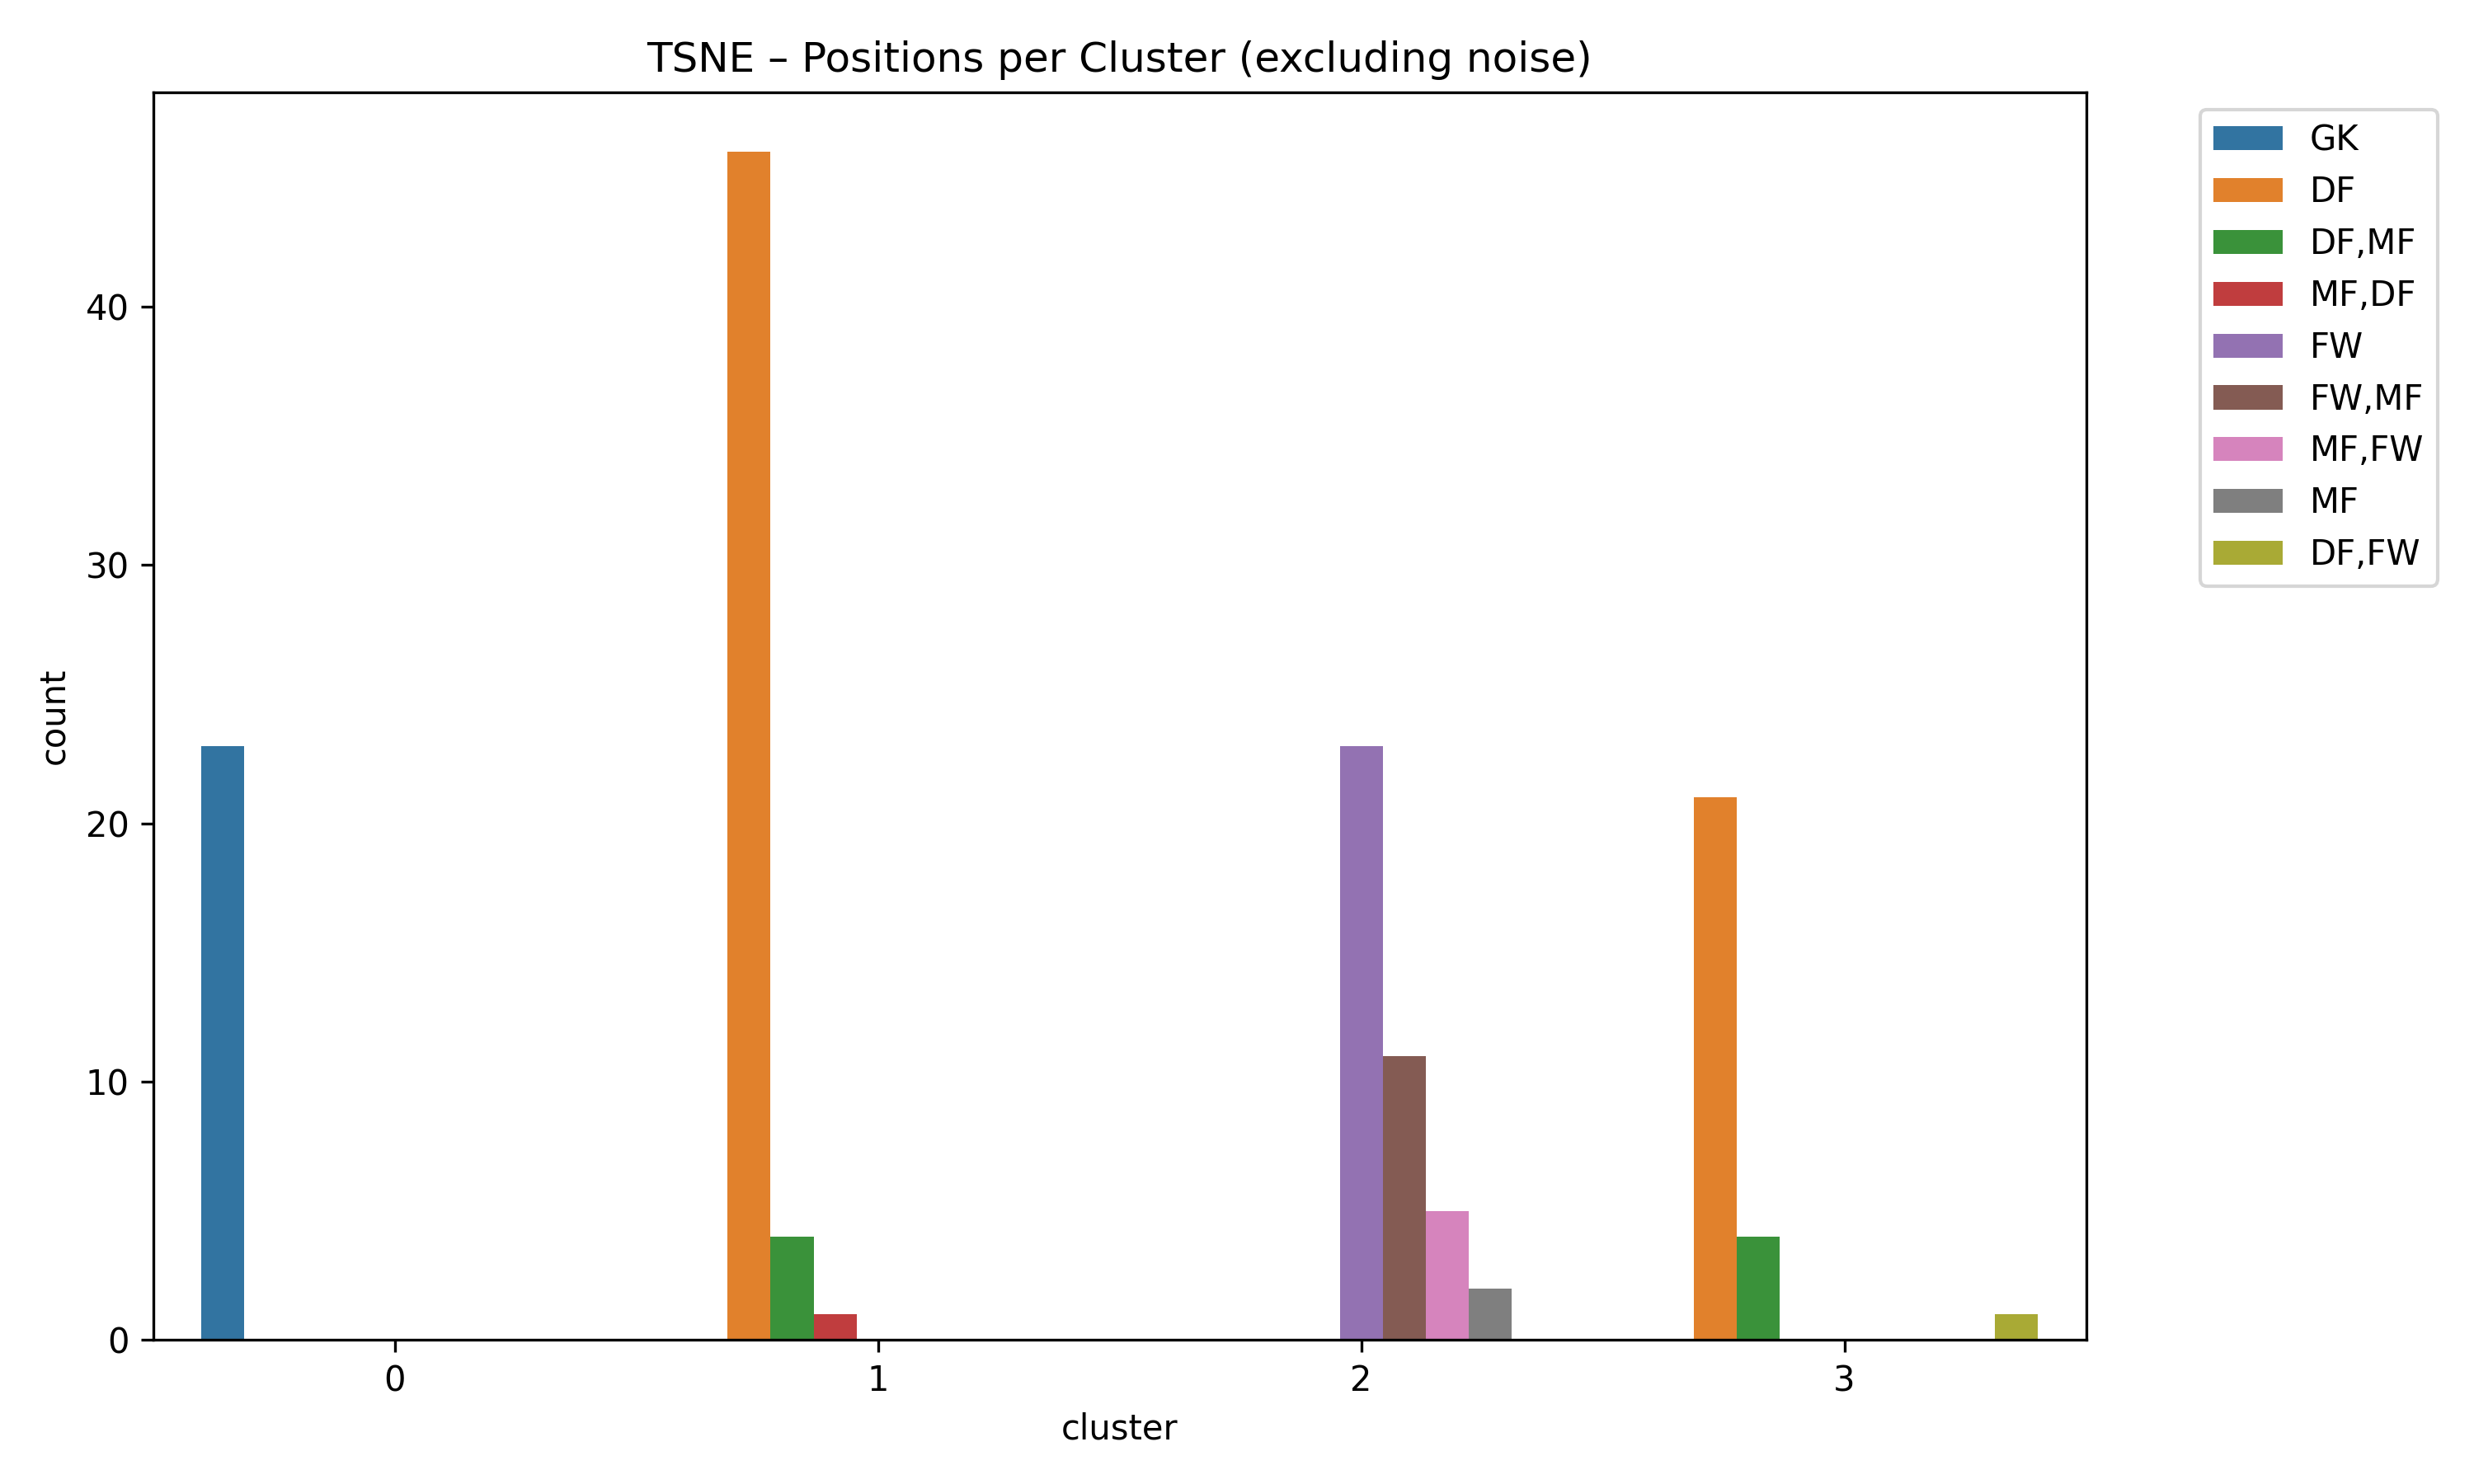 TSNE – Positions per Cluster (excluding noise)
GK
DF
DF,MF
MF,DF
FW
FW,MF
MF,FW
MF
DF,FW
count
40
30
20
10
0
0 1 2 3
cluster